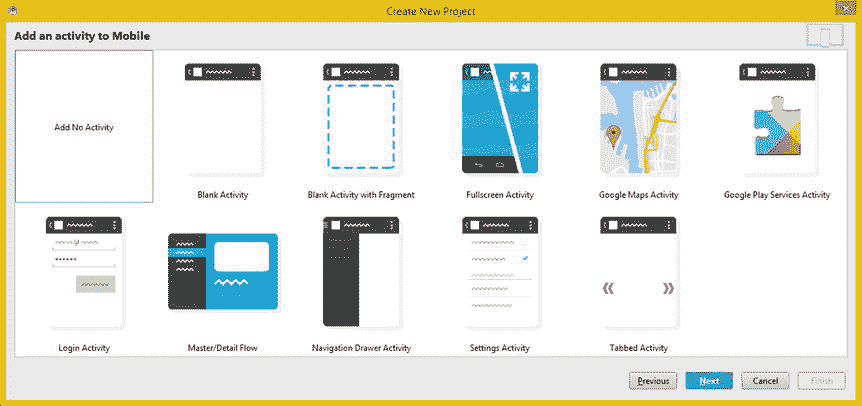 Create New Project
Add an activity to Mobile
Add No Activity
Blank Activity
Blank Activity with Fragment
Fullscreen Activity
Google Maps Activity
Google Play Services Activity
Login Activity
Master/Detail Flow
Navigation Drawer Activity
Settings Activity
Tabbed Activity
Previous
Next
Cancel
Finish